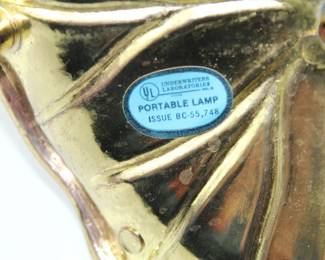 UL UNDERWRITERS
LABORATORIES
PORTABLE LAMP
ISSUE BC-55,748